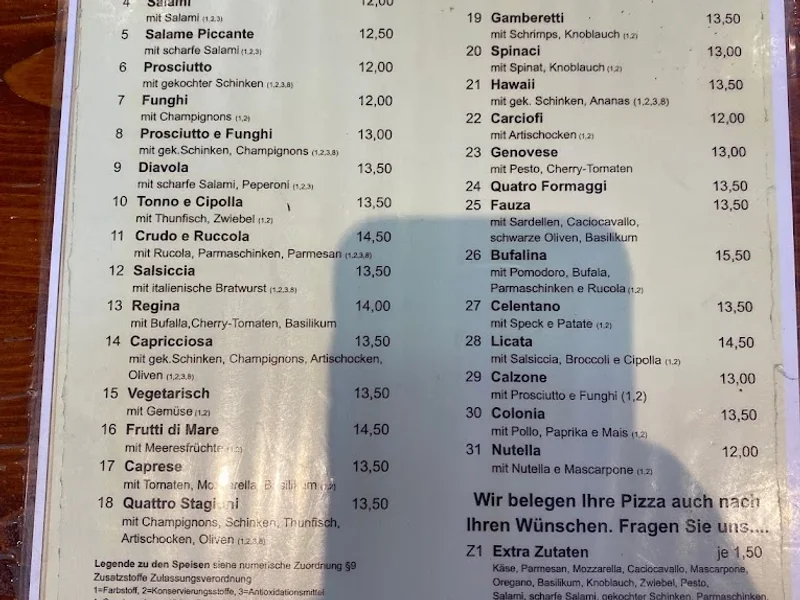 4 Salami 12,00
mit Salami (1,2,3)
5 Salame Piccante 12,50
mit scharfe Salami (1,2,3)
6 Prosciutto 12,00
mit gekochter Schinken (1,2,3,8)
7 Funghi 12,00
mit Champignons (1,2)
8 Prosciutto e Funghi 13,00
mit gek.Schinken, Champignons (1,2,3,8)
9 Diavola 13,50
mit scharfe Salami, Peperoni (1,2,3)
10 Tonno e Cipolla 13,50
mit Thunfisch, Zwiebel (1,2)
11 Crudo e Ruccola 14,50
mit Rucola, Parmaschinken, Parmesan (1,2,3,8)
12 Salsiccia 13,50
mit italienische Bratwurst (1,2,3,8)
13 Regina 14,00
mit Bufalla,Cherry-Tomaten, Basilikum
14 Capricciosa 13,50
mit gek.Schinken, Champignons, Artischocken,
Oliven (1,2,3,8)
15 Vegetarisch 13,50
mit Gemüse (1,2)
16 Frutti di Mare 14,50
mit Meeresfrüchte (1,2)
17 Caprese 13,50
mit Tomaten, Mozzarella, Basilikum (1,2)
18 Quattro Stagioni 13,50
mit Champignons, Schinken, Thunfisch,
Artischocken, Oliven (1,2,3,8)
Legende zu den Speisen siene numerische Zuordnung §9
Zusatzstoffe Zulassungsverordnung
1=Farbstoff, 2=Konservierungsstoffe, 3=Antioxidationsmittel
19 Gamberetti 13,50
mit Schrimps, Knoblauch (1,2)
20 Spinaci 13,00
mit Spinat, Knoblauch (1,2)
21 Hawaii 13,50
mit gek. Schinken, Ananas (1,2,3,8)
22 Carciofi 12,00
mit Artischocken (1,2)
23 Genovese 13,00
mit Pesto, Cherry-Tomaten
24 Quatro Formaggi 13,50
25 Fauza 13,50
mit Sardellen, Caciocavallo,
schwarze Oliven, Basilikum
26 Bufalina 15,50
mit Pomodoro, Bufala,
Parmaschinken e Rucola (1,2)
27 Celentano 13,50
mit Speck e Patate (1,2)
28 Licata 14,50
mit Salsiccia, Broccoli e Cipolla (1,2)
29 Calzone 13,00
mit Prosciutto e Funghi (1,2)
30 Colonia 13,50
mit Pollo, Paprika e Mais (1,2)
31 Nutella 12,00
mit Nutella e Mascarpone (1,2)
Wir belegen Ihre Pizza auch nach
Ihren Wünschen. Fragen Sie uns....
Z1 Extra Zutaten je 1,50
Käse, Parmesan, Mozzarella, Caciocavallo, Mascarpone,
Oregano, Basilikum, Knoblauch, Zwiebel, Pesto,
Salami, scharfe Salami, gekochter Schinken, Parmaschinken,